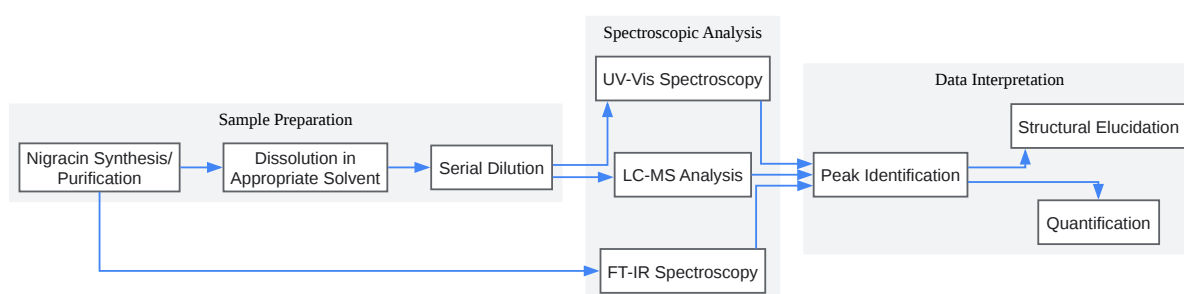 Sample Preparation
Nigracin Synthesis/
Purification
Dissolution in
Appropriate Solvent
Serial Dilution
Spectroscopic Analysis
UV-Vis Spectroscopy
LC-MS Analysis
FT-IR Spectroscopy
Data Interpretation
Peak Identification
Structural Elucidation
Quantification